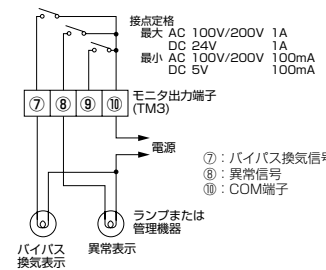 接点定格
最大 AC 100V/200V 1A
DC 24V 1A
最小 AC 100V/200V 100mA
DC 5V 100mA
⑦ ⑧ ⑨ ⑩
モニタ出力端子
(TM3)
電源
⑦：バイパス換気信号
⑧：異常信号
⑩：COM端子
ランプまたは
管理機器
バイパス
換気表示
異常表示